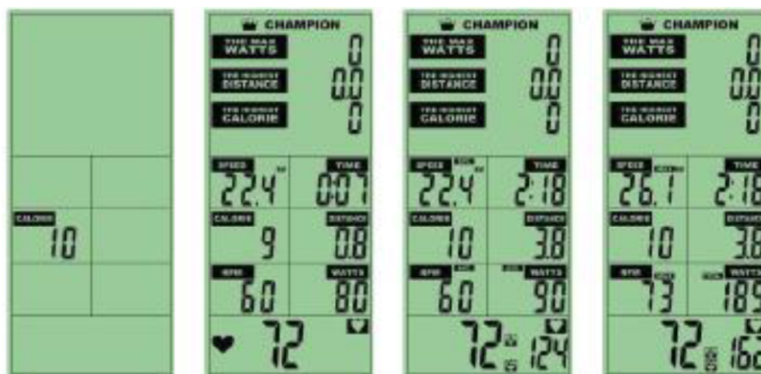 CALORIE
10
CHAMPION
THE MAX
WATTS
0
THE HIGHEST
DISTANCE
0.0
THE HIGHEST
CALORIE
0
SPEED TIME
22.4 0:07
CALORIE DISTANCE
9 0.8
RPM WATTS
60 80
72
CHAMPION
THE MAX
WATTS
0
THE HIGHEST
DISTANCE
0.0
THE HIGHEST
CALORIE
0
SPEED TIME
22.4 2:18
CALORIE DISTANCE
10 3.8
RPM WATTS
60 90
72 124
CHAMPION
THE MAX
WATTS
0
THE HIGHEST
DISTANCE
0.0
THE HIGHEST
CALORIE
0
SPEED TIME
26.1 2:18
CALORIE DISTANCE
10 3.8
RPM WATTS
73 189
72 162